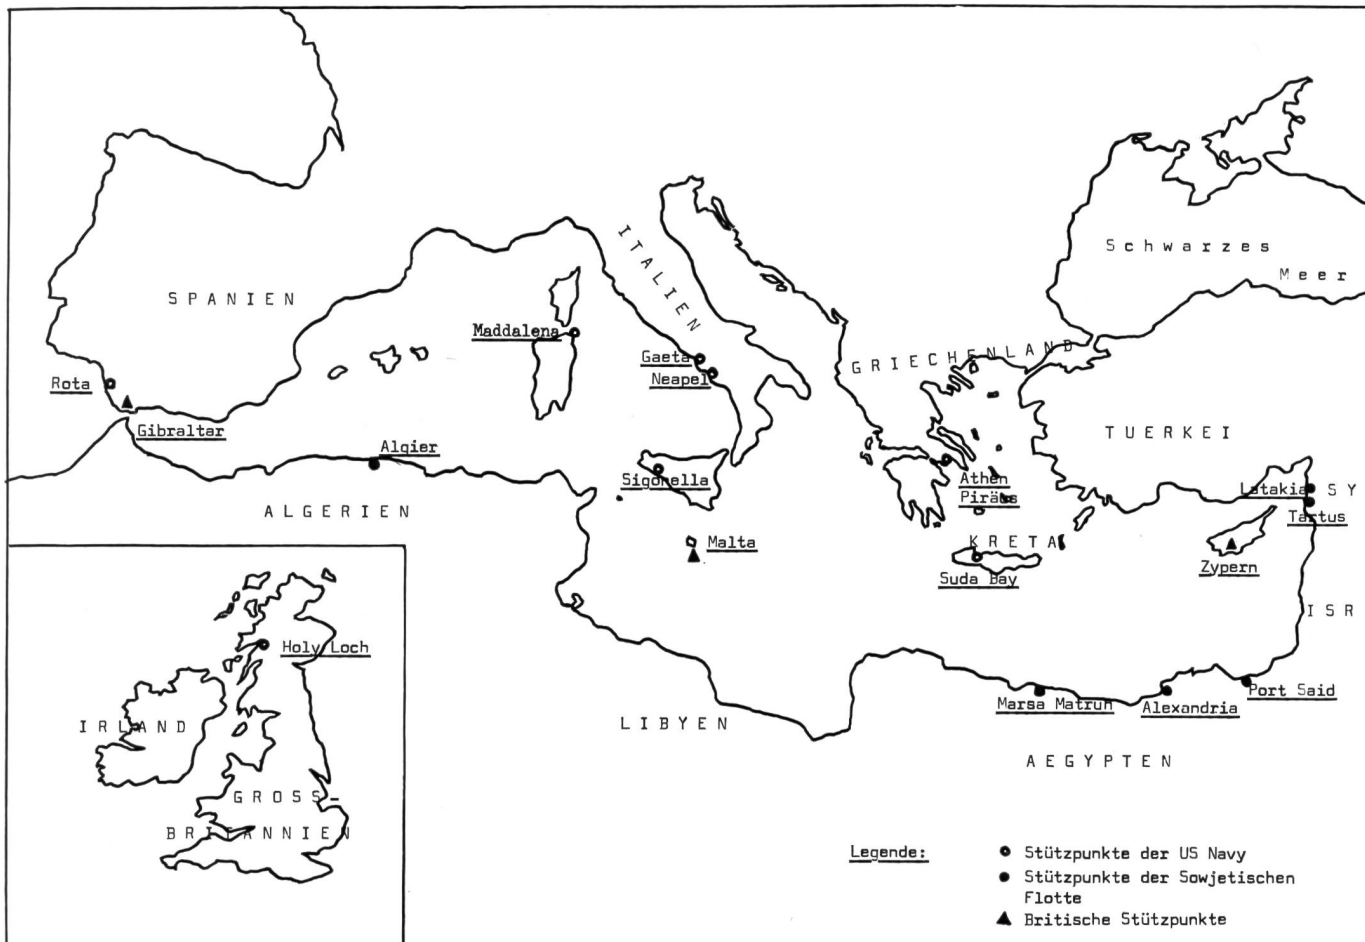 Schwarzes
Meer
ITALIEN
SPANIEN
Maddalena
Gaeta
Neapel
GRIECHENLAND
Rota
Gibraltar
TUERKEI
Algier
Sigonella
Athen
Piräus
Latakia
SY
Tartus
ALGERIEN
Malta
KRETA
Suda Bay
Zypern
ISR
Holy Loch
IRLAND
GROSS-
BRITANNIEN
LIBYEN
Marsa Matrun
Alexandria
Port Said
AEGYPTEN
Legende:
Stützpunkte der US Navy
Stützpunkte der Sowjetischen
Flotte
Britische Stützpunkte